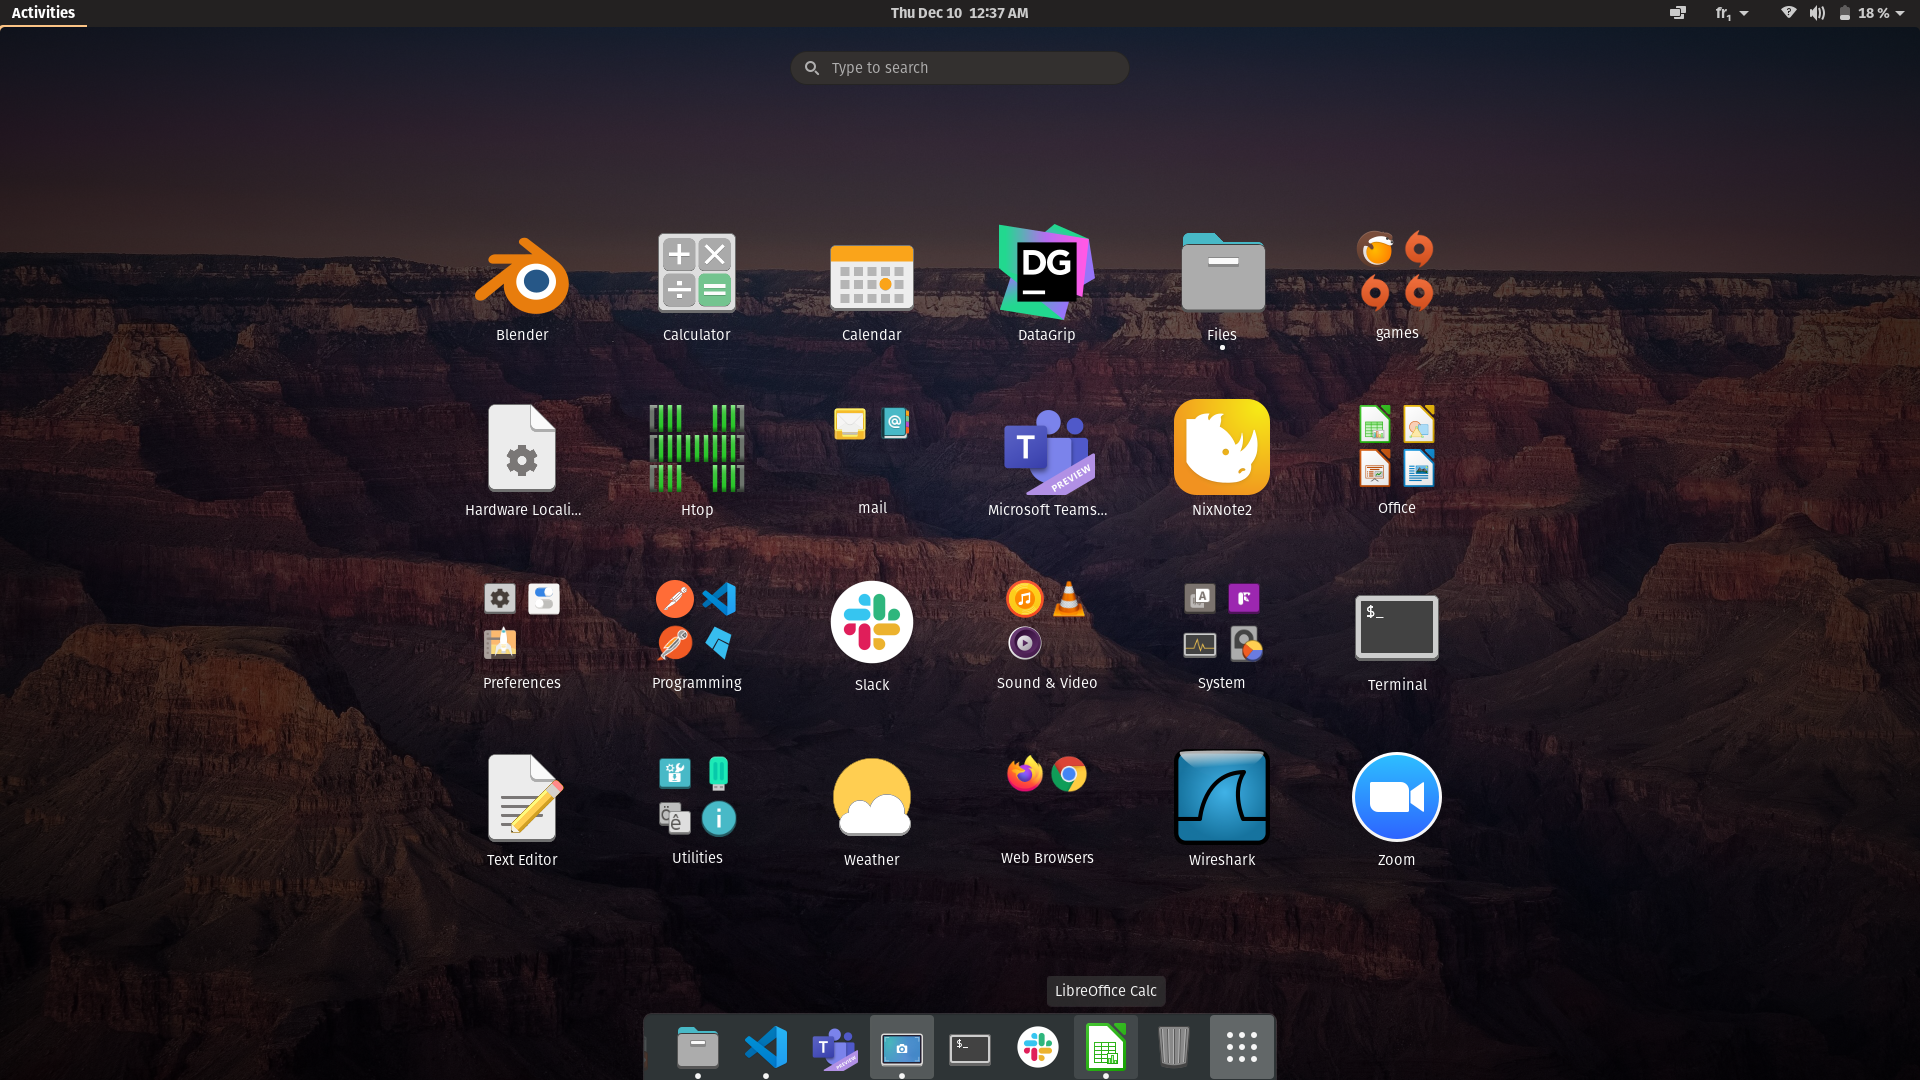 Activities
Thu Dec 10 12:37 AM
fr₁
18 %
Type to search
DG
Blender
Calculator
Calendar
DataGrip
Files
games
T
PREVIEW
Hardware Locali...
Htop
mail
Microsoft Teams...
NixNote2
Office
A
$_
Preferences
Programming
Slack
Sound & Video
System
Terminal
Text Editor
Utilities
Weather
Web Browsers
Wireshark
Zoom
LibreOffice Calc
T
PREVIEW
$_